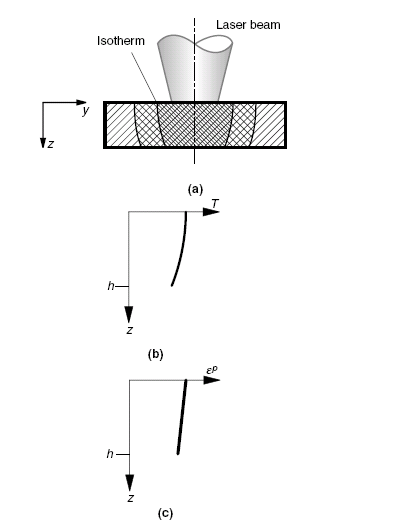 Laser beam
Isotherm
y
z
(a)
T
h
z
(b)
εᵖ
h
z
(c)